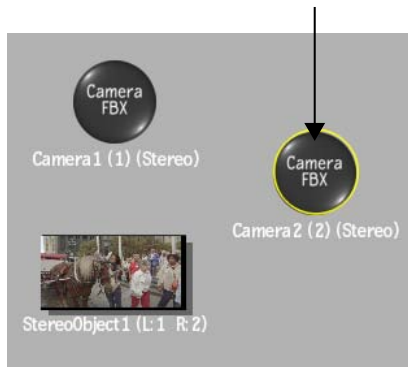 Camera
FBX
Camera1 (1) (Stereo)
Camera
FBX
Camera2 (2) (Stereo)
StereoObject1 (L:1 R:2)